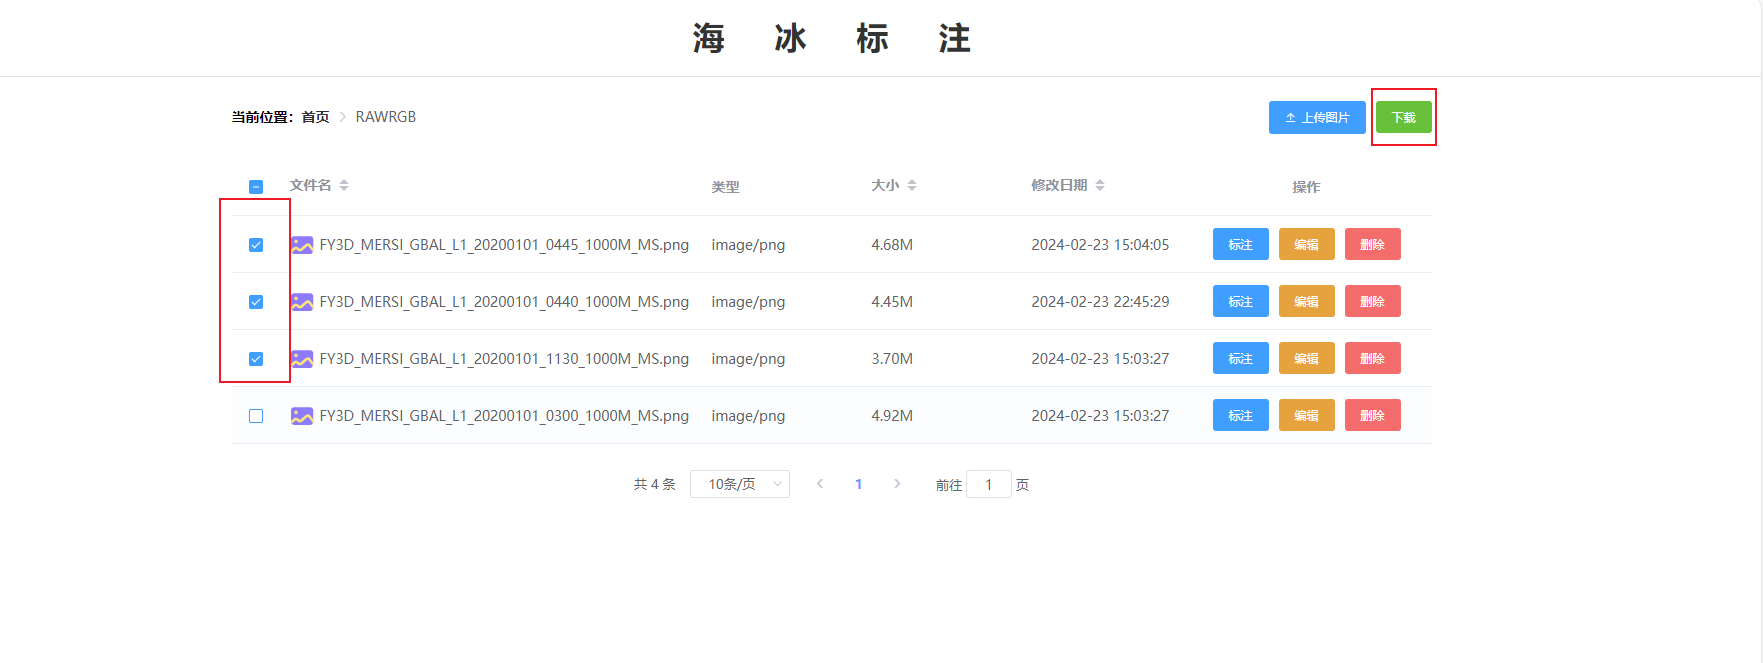 海 冰 标 注
当前位置： 首页 > RAWRGB
上传图片 下载
文件名 类型 大小 修改日期 操作
FY3D_MERSI_GBAL_L1_20200101_0445_1000M_MS.png image/png 4.68M 2024-02-23 15:04:05 标注 编辑 删除
FY3D_MERSI_GBAL_L1_20200101_0440_1000M_MS.png image/png 4.45M 2024-02-23 22:45:29 标注 编辑 删除
FY3D_MERSI_GBAL_L1_20200101_1130_1000M_MS.png image/png 3.70M 2024-02-23 15:03:27 标注 编辑 删除
FY3D_MERSI_GBAL_L1_20200101_0300_1000M_MS.png image/png 4.92M 2024-02-23 15:03:27 标注 编辑 删除
共 4 条 10条/页 < 1 > 前往 1 页